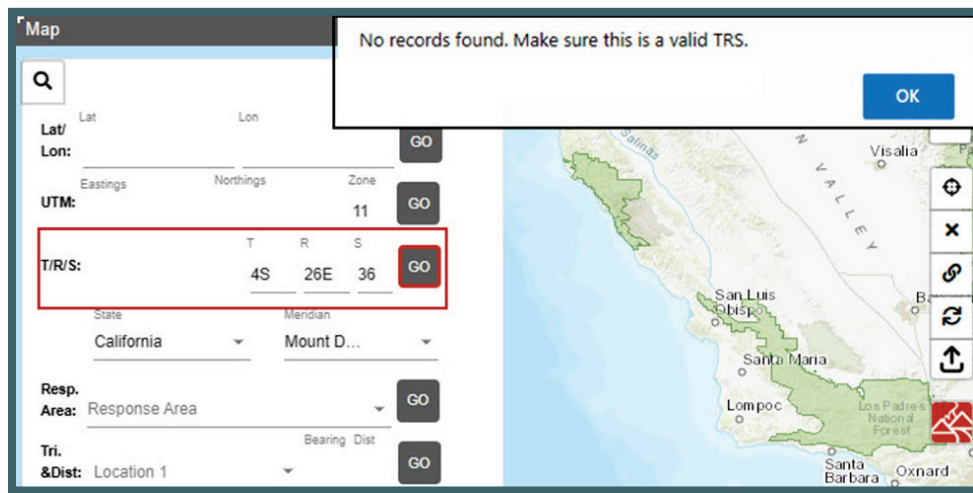 Map
No records found. Make sure this is a valid TRS.
OK
Lat Lon
Lat/
Lon:
GO
Eastings Northings Zone
UTM: 11 GO
T R S
T/R/S: 4S 26E 36 GO
State Meridian
California Mount D...
Resp.
Area: Response Area GO
Bearing Dist
Tri.
&Dist: Location 1 GO
Salinas
N VALLEY
Visalia
San Luis
Obispo
Santa Maria
Lompoc
Los Padres
National
Forest
Santa
Barbara
Oxnard